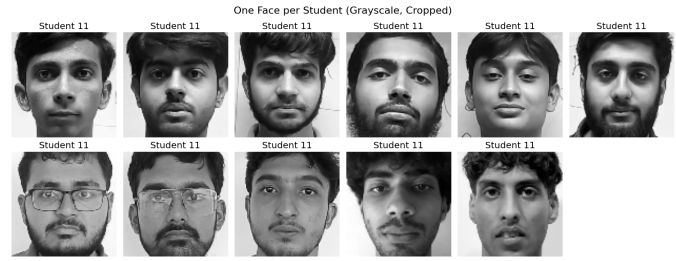 One Face per Student (Grayscale, Cropped)
Student 11 Student 11 Student 11 Student 11 Student 11 Student 11
Student 11 Student 11 Student 11 Student 11 Student 11